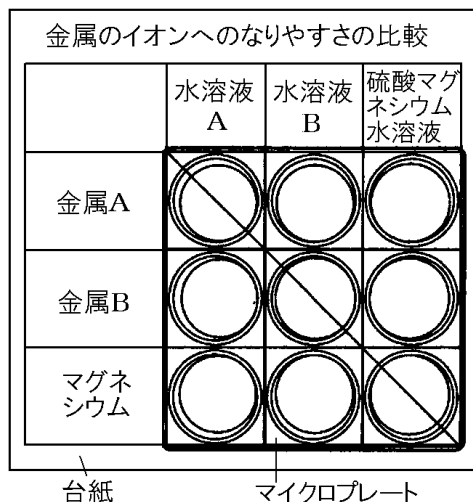 金属のイオンへのなりやすさの比較
水溶液
A
水溶液
B
硫酸マグ
ネシウム
水溶液
金属A
金属B
マグネ
シウム
台紙
マイクロプレート